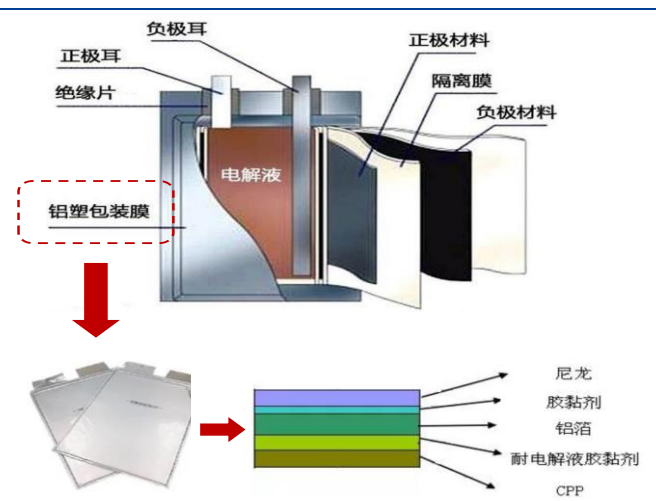 负极耳
正极耳
正极材料
绝缘片
隔离膜
负极材料
电解液
铝塑包装膜
尼龙
胶黏剂
铝箔
耐电解液胶黏剂
CPP